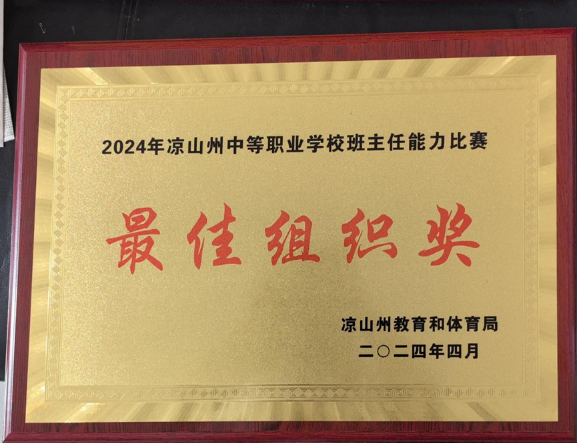 2024年凉山州中等职业学校班主任能力比赛
最佳组织奖
凉山州教育和体育局
二〇二四年四月